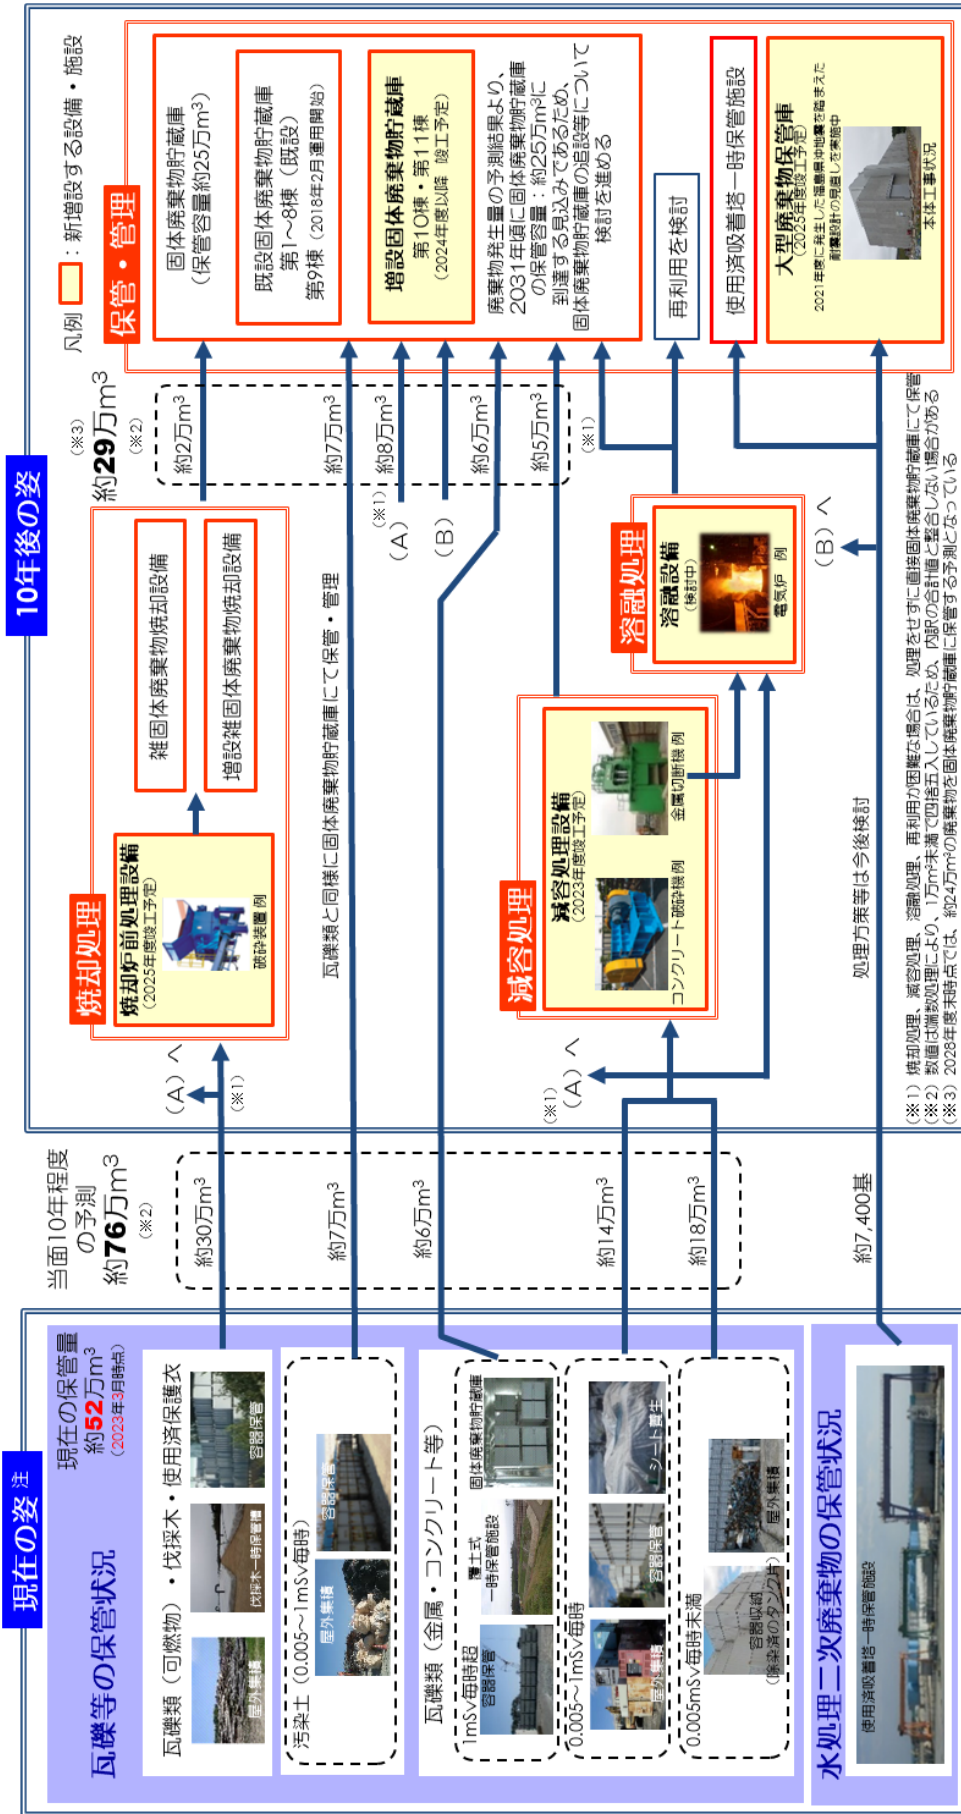 現在の姿 注
瓦礫等の保管状況
現在の保管量
約52万m³
(2023年3月時点)
瓦礫類（可燃物）・伐採木・使用済保護衣
屋外集積
伐採木一時保管槽
容器保管
汚染土（0.005～1mSv毎時）
屋外集積
容器保管
瓦礫類（金属・コンクリート等）
1mSv毎時超
容器保管
覆土式
一時保管施設
固体廃棄物貯蔵庫
0.005～1mSv毎時
屋外集積
容器保管
シート養生
0.005mSv毎時未満
容器収納
(除染済のタンク片)
屋外集積
水処理二次廃棄物の保管状況
使用済吸着塔一時保管施設
当面10年程度
の予測
約76万m³
(※2)
約30万m³
約7万m³
約6万m³
約14万m³
約18万m³
約7,400基
10年後の姿
焼却処理
(A)へ
(※1)
焼却炉前処理設備
(2025年度竣工予定)
破砕装置 例
雑固体廃棄物焼却設備
増設雑固体廃棄物焼却設備
瓦礫類と同様に固体廃棄物貯蔵庫にて保管・管理
減容処理
(※1)
(A)へ
減容処理設備
(2023年度竣工予定)
コンクリート破砕機例
金属切断機例
溶融処理
溶融設備
(検討中)
電気炉 例
(B)へ
処理方策等は今後検討
(※3)
約29万m³
(※2)
約2万m³
約7万m³
(※1)
(A)
約8万m³
(B)
約6万m³
約5万m³
(※1)
凡例 ：新増設する設備・施設
保管・管理
固体廃棄物貯蔵庫
(保管容量約25万m³)
既設固体廃棄物貯蔵庫
第1～8棟（既設）
第9棟（2018年2月運用開始）
増設固体廃棄物貯蔵庫
第10棟・第11棟
(2024年度以降 竣工予定)
廃棄物発生量の予測結果より、
2031年頃に固体廃棄物貯蔵庫
の保管容量：約25万m³に
到達する見込みであるため、
固体廃棄物貯蔵庫の追設等について
検討を進める
再利用を検討
使用済吸着塔一時保管施設
大型廃棄物保管庫
(2025年度竣工予定)
2021年度に発生した福島県沖地震を踏まえた
耐震設計の見直しを実施中
本体工事状況
(※1) 焼却処理、減容処理、溶融処理、再利用が困難な場合は、処理をせずに直接固体廃棄物貯蔵庫にて保管
(※2) 数値は端数処理により、1万m³未満で四捨五入しているため、内訳の合計値と整合しない場合がある
(※3) 2028年度末時点では、約24万m³の廃棄物を固体廃棄物貯蔵庫に保管する予測となっている